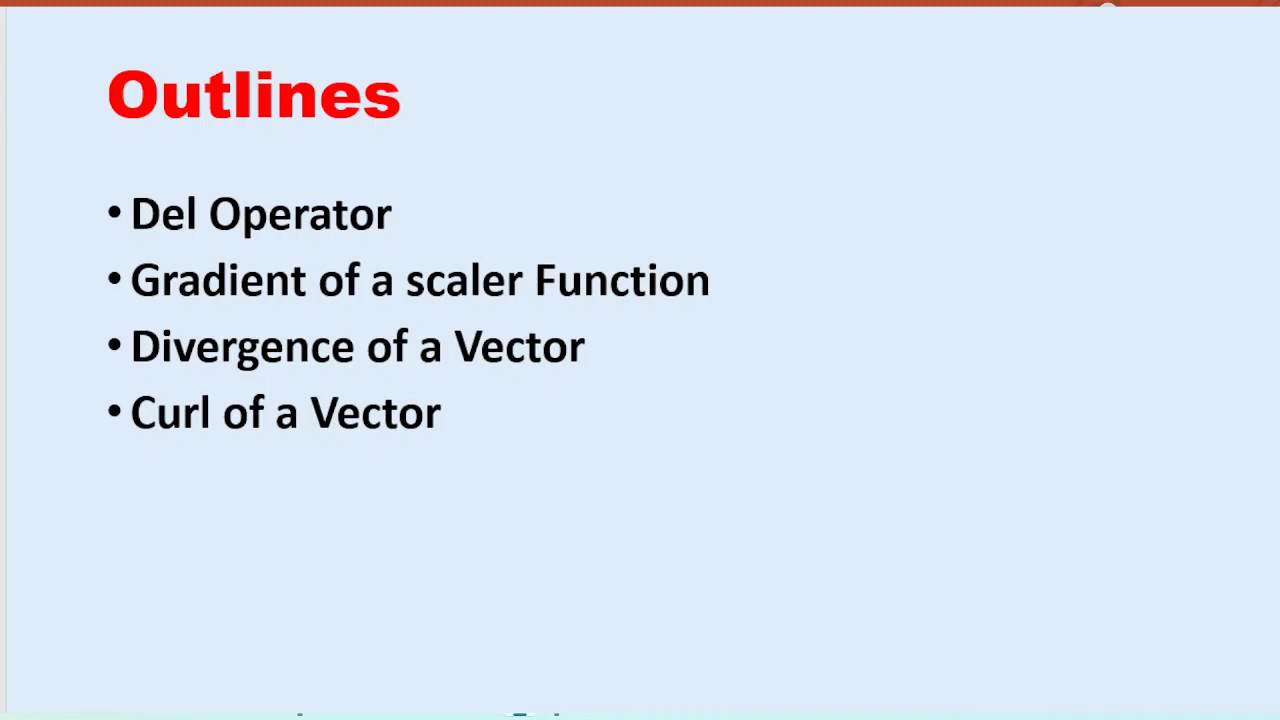 Outlines
• Del Operator
• Gradient of a scaler Function
• Divergence of a Vector
• Curl of a Vector